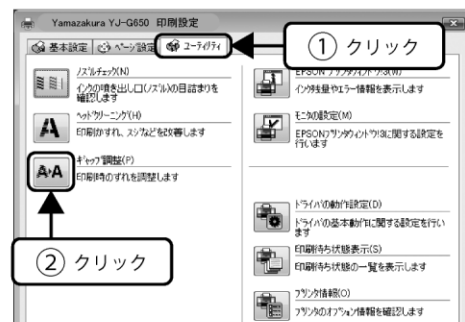 Yamazakura YJ-G650 印刷設定
基本設定
ページ設定
ユーティリティ
① クリック
ノズルチェック(N)
インクの噴き出し口(ノズル)の目詰まりを
確認します
ヘッドクリーニング(H)
印刷かすれ、スジなどを改善します
ギャップ調整(P)
印刷時のずれを調整します
② クリック
EPSON プリンタウィンドウ!3(W)
インク残量やエラー情報を表示します
モニタの設定(M)
EPSONプリンタウィンドウ!3に関する設定を
行います
ドライバの動作設定(D)
ドライバの基本動作に関する設定を行い
ます
印刷待ち状態表示(S)
印刷待ち状態の一覧を表示します
プリンタ情報(O)
プリンタのオプション情報を確認します